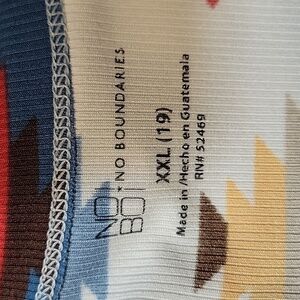 NO
BO
NO BOUNDARIES
XXL (19)
Made in /Hecho en Guatemala
RN# 52469